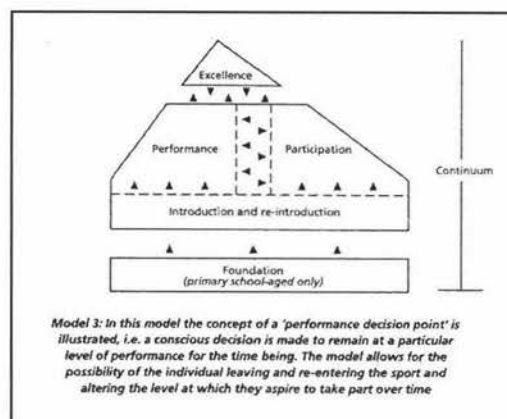 Excellence
Performance
Participation
Continuum
Introduction and re-introduction
Foundation
(primary school-aged only)
Model 3: In this model the concept of a 'performance decision point' is
illustrated, i.e. a conscious decision is made to remain at a particular
level of performance for the time being. The model allows for the
possibility of the individual leaving and re-entering the sport and
altering the level at which they aspire to take part over time